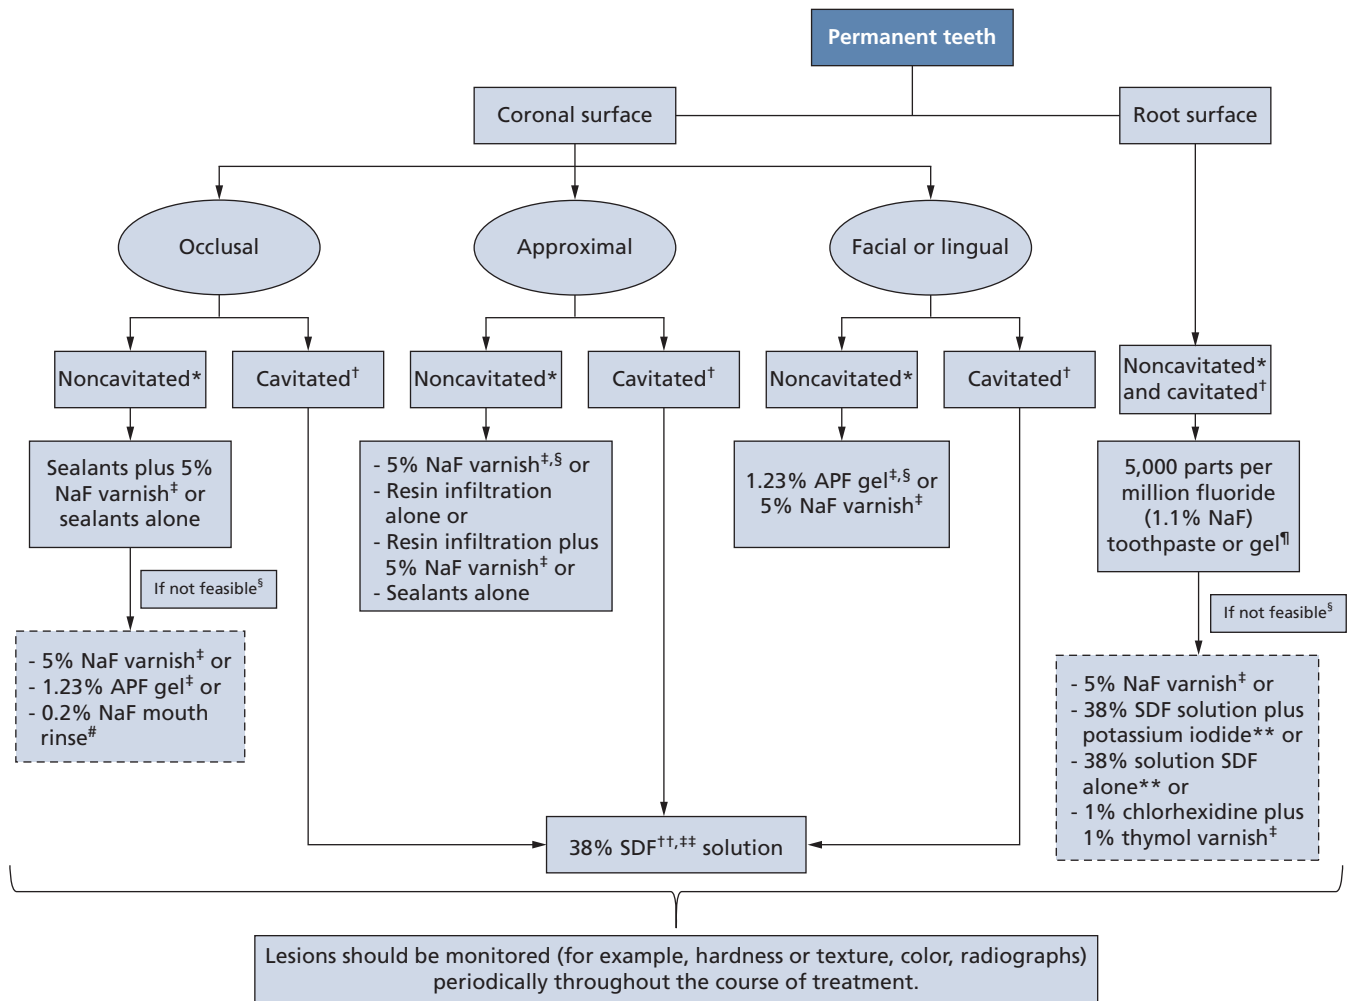 Permanent teeth
Coronal surface
Root surface
Occlusal
Approximal
Facial or lingual
Noncavitated*
Cavitated†
Noncavitated*
Cavitated†
Noncavitated*
Cavitated†
Noncavitated*
and cavitated†
Sealants plus 5%
NaF varnish‡ or
sealants alone
- 5% NaF varnish‡,§ or
- Resin infiltration
alone or
- Resin infiltration plus
5% NaF varnish‡ or
- Sealants alone
1.23% APF gel‡,§ or
5% NaF varnish‡
5,000 parts per
million fluoride
(1.1% NaF)
toothpaste or gel¶
If not feasible§
If not feasible§
- 5% NaF varnish‡ or
- 1.23% APF gel‡ or
- 0.2% NaF mouth
rinse#
- 5% NaF varnish‡ or
- 38% SDF solution plus
potassium iodide** or
- 38% solution SDF
alone** or
- 1% chlorhexidine plus
1% thymol varnish‡
38% SDF††,‡‡ solution
Lesions should be monitored (for example, hardness or texture, color, radiographs)
periodically throughout the course of treatment.